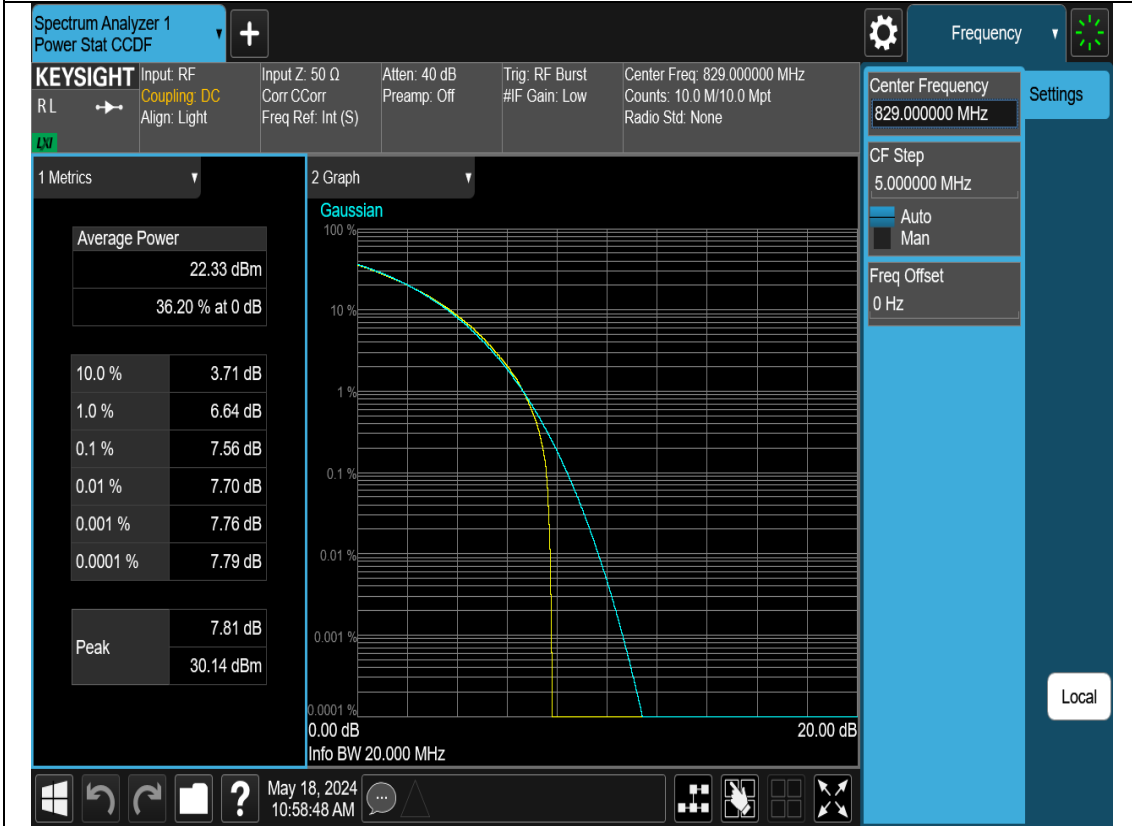 Spectrum Analyzer 1
Power Stat CCDF
Frequency
KEYSIGHT
RL
LXI
Input: RF
Coupling: DC
Align: Light
Input Z: 50 Ω
Corr CCorr
Freq Ref: Int (S)
Atten: 40 dB
Preamp: Off
Trig: RF Burst
#IF Gain: Low
Center Freq: 829.000000 MHz
Counts: 10.0 M/10.0 Mpt
Radio Std: None
Center Frequency
829.000000 MHz
Settings
CF Step
5.000000 MHz
Auto
Man
Freq Offset
0 Hz
1 Metrics
Average Power
22.33 dBm
36.20 % at 0 dB
10.0 % 3.71 dB
1.0 % 6.64 dB
0.1 % 7.56 dB
0.01 % 7.70 dB
0.001 % 7.76 dB
0.0001 % 7.79 dB
Peak 7.81 dB
30.14 dBm
2 Graph
Gaussian
100 %
10 %
1 %
0.1 %
0.01 %
0.001 %
0.0001 %
0.00 dB 20.00 dB
Info BW 20.000 MHz
Local
?
May 18, 2024
10:58:48 AM